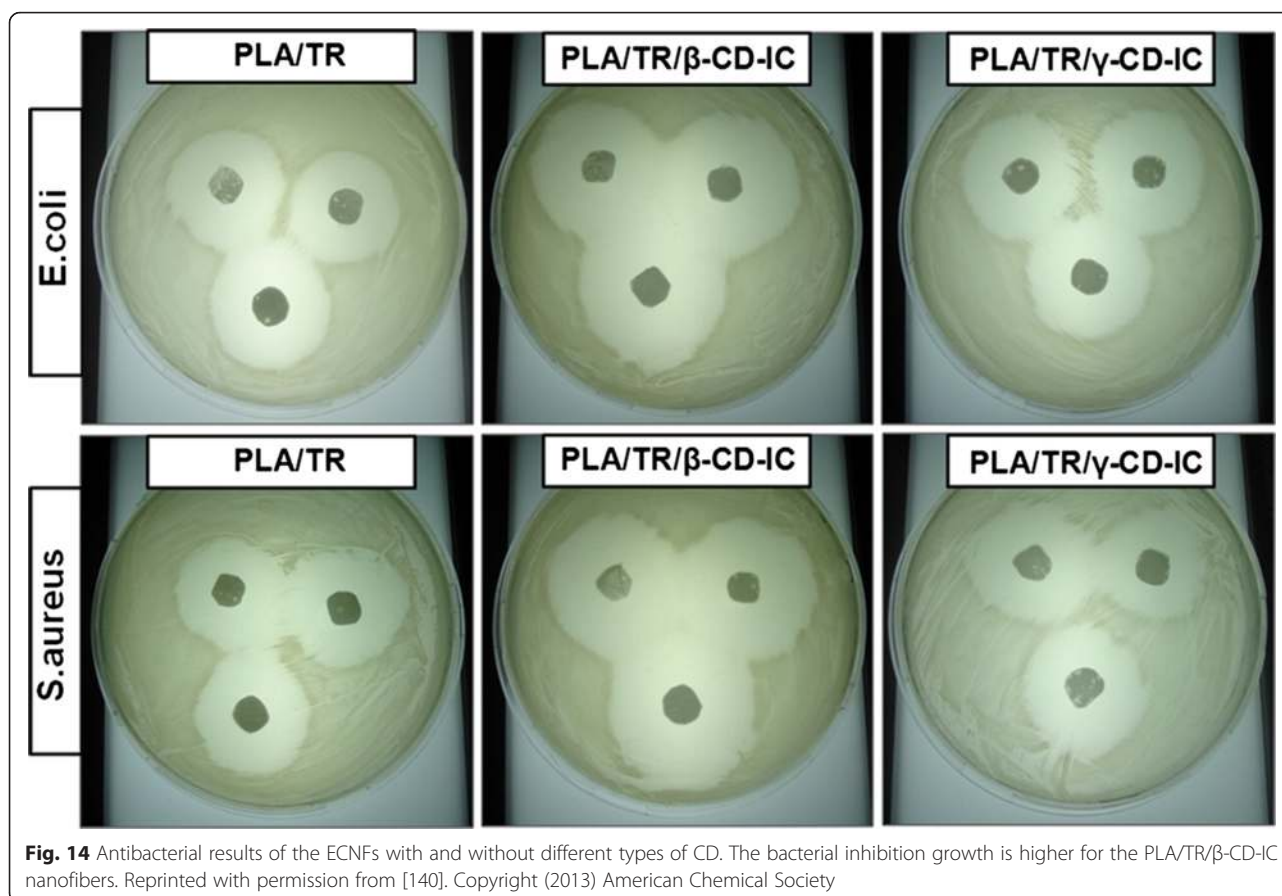 PLA/TR
PLA/TR/β-CD-IC
PLA/TR/γ-CD-IC
E.coli
PLA/TR
PLA/TR/β-CD-IC
PLA/TR/γ-CD-IC
S.aureus
Fig. 14 Antibacterial results of the ECNFs with and without different types of CD. The bacterial inhibition growth is higher for the PLA/TR/β-CD-IC
nanofibers. Reprinted with permission from [140]. Copyright (2013) American Chemical Society